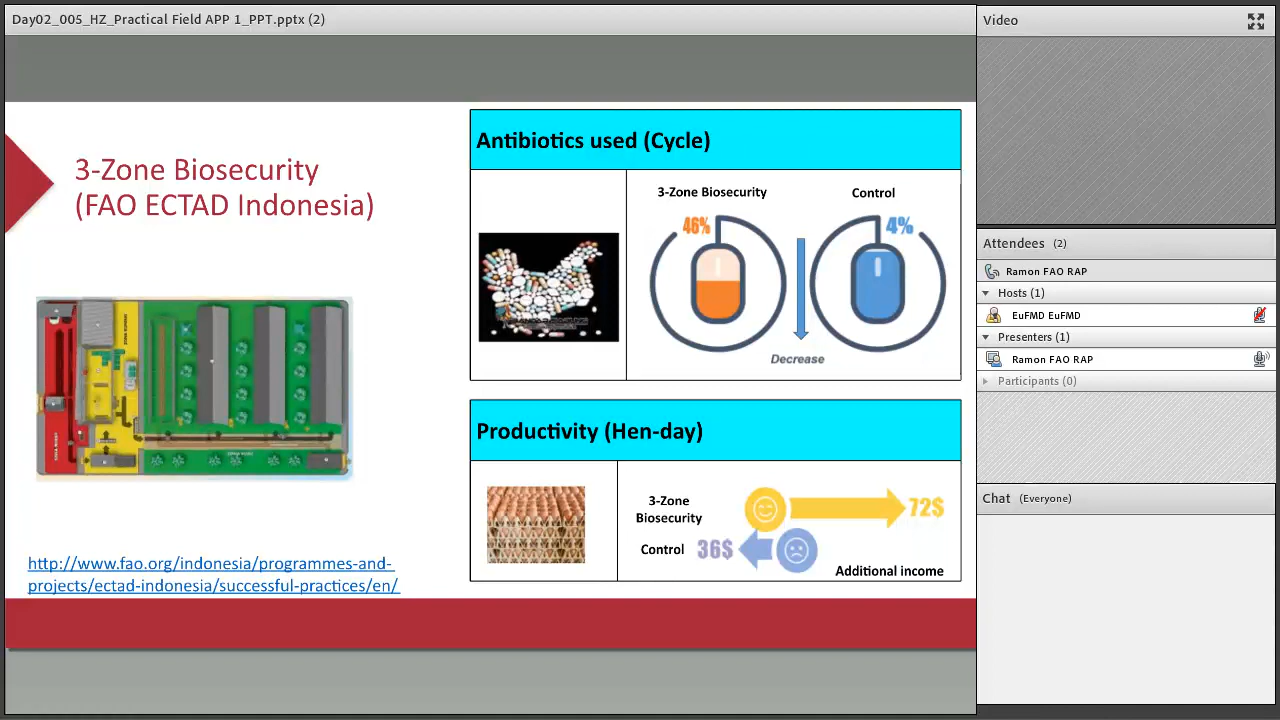 Day02_005_HZ_Practical Field APP 1_PPT.pptx (2)
3-Zone Biosecurity
(FAO ECTAD Indonesia)
http://www.fao.org/indonesia/programmes-and-
projects/ectad-indonesia/successful-practices/en/
Antibiotics used (Cycle)
3-Zone Biosecurity
Control
46%
4%
Decrease
Productivity (Hen-day)
3-Zone
Biosecurity
72$
Control
36$
Additional income
Video
Attendees (2)
Ramon FAO RAP
Hosts (1)
EuFMD EuFMD
Presenters (1)
Ramon FAO RAP
Participants (0)
Chat (Everyone)